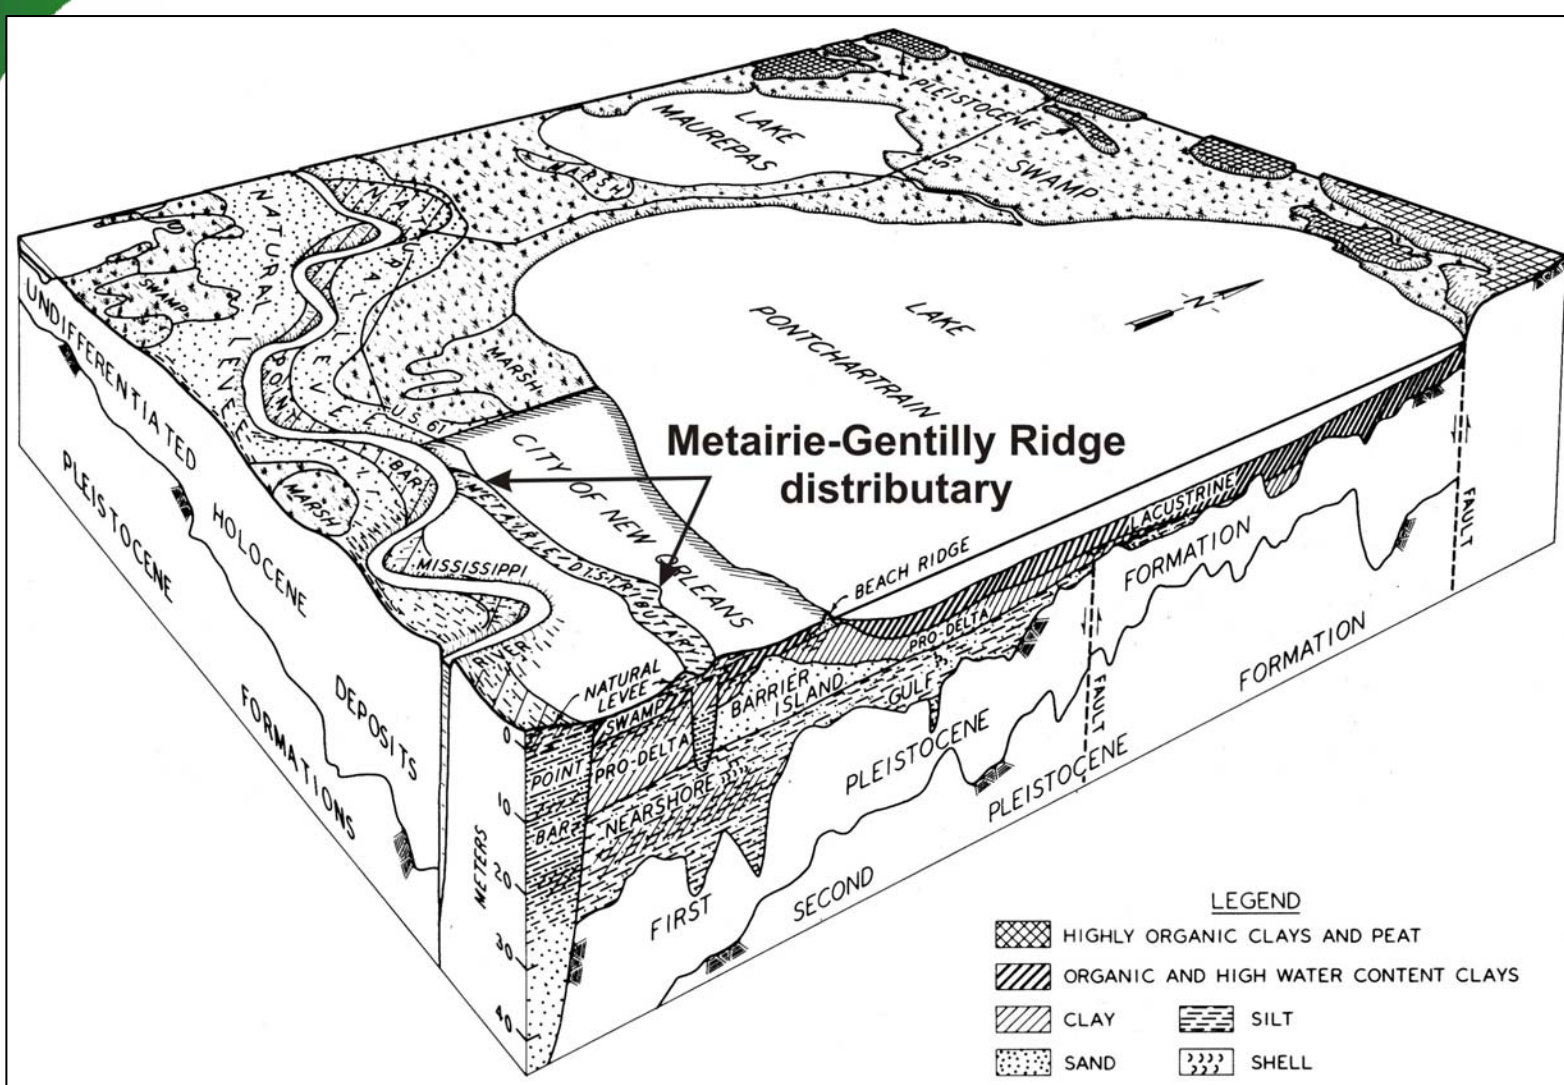 LAKE
MAUREPAS
PLEISTOCENE
SWAMP
MARSH
NATURAL
LEVEE
NATURAL
LEVEE
SWAMP
LAKE
PONTCHARTRAIN
N
MARSH
U.S. 61
POINT
BAR
MARSH
CITY
OF NEW
ORLEANS
Metairie-Gentilly Ridge
distributary
METAIRIE DISTRIBUTARY
MISSISSIPPI
RIVER
UNDIFFERENTIATED
HOLOCENE
DEPOSITS
PLEISTOCENE
FORMATIONS
BEACH RIDGE
LACUSTRINE
PRO-DELTA
FORMATION
FAULT
FAULT
NATURAL
LEVEE
SWAMP
PRO-DELTA
BARRIER
ISLAND
GULF
NEARSHORE
POINT
BAR
0
10
20
30
40
METERS
FIRST
PLEISTOCENE
SECOND
PLEISTOCENE
FORMATION
LEGEND
HIGHLY ORGANIC CLAYS AND PEAT
ORGANIC AND HIGH WATER CONTENT CLAYS
CLAY
SILT
SAND
SHELL